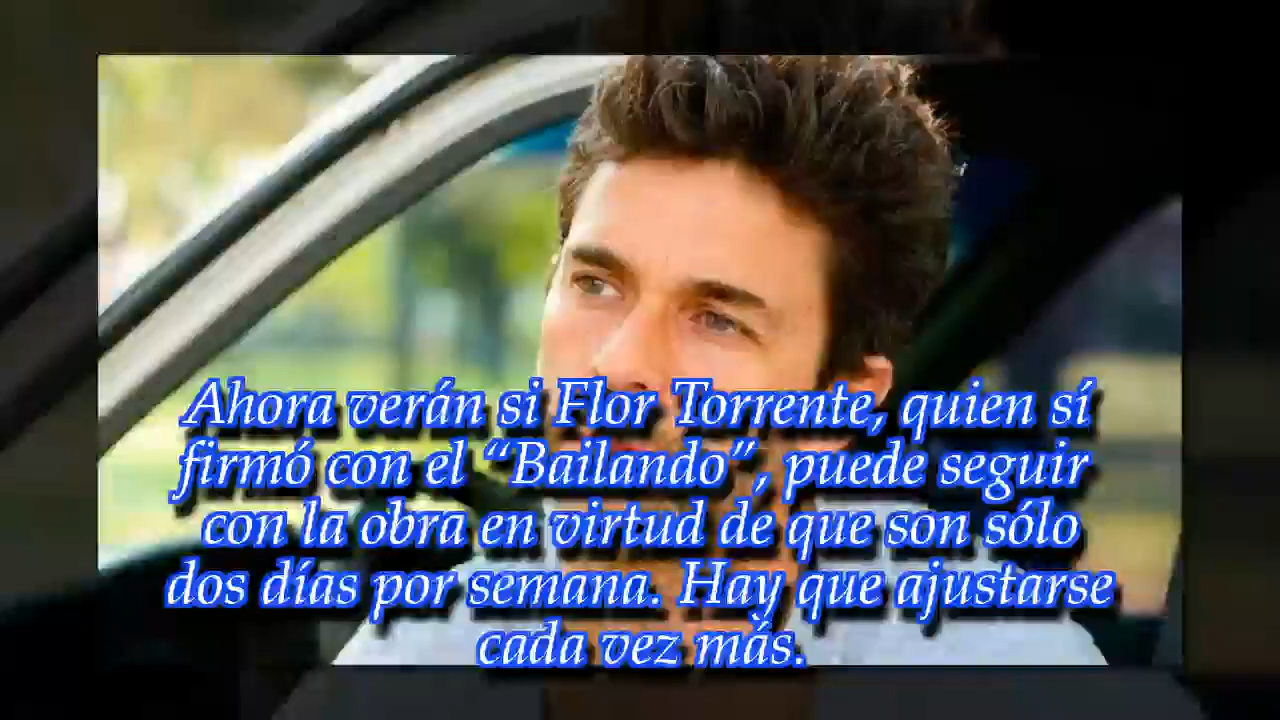 Ahora verán si Flor Torrente, quien sí
firmó con el “Bailando”, puede seguir
con la obra en virtud de que son sólo
dos días por semana. Hay que ajustarse
cada vez más.